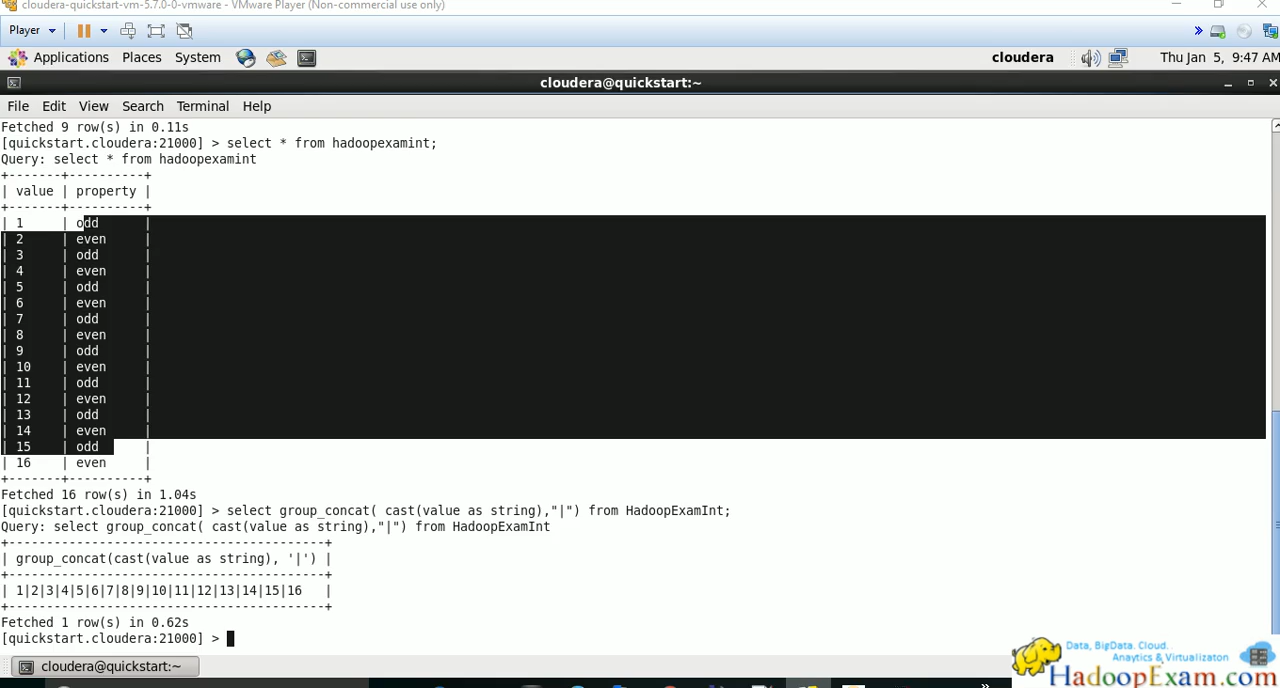 cloudera-quickstart-vm-5.7.0-0-vmware - VMware Player (Non-commercial use only)
Player
Applications Places System cloudera Thu Jan 5, 9:47 AM
cloudera@quickstart:~
File Edit View Search Terminal Help
Fetched 9 row(s) in 0.11s
[quickstart.cloudera:21000] > select * from hadoopexamint;
Query: select * from hadoopexamint
+-------+----------+
| value | property |
+-------+----------+
| 1     | odd      |
| 2     | even     |
| 3     | odd      |
| 4     | even     |
| 5     | odd      |
| 6     | even     |
| 7     | odd      |
| 8     | even     |
| 9     | odd      |
| 10    | even     |
| 11    | odd      |
| 12    | even     |
| 13    | odd      |
| 14    | even     |
| 15    | odd      |
| 16    | even     |
+-------+----------+
Fetched 16 row(s) in 1.04s
[quickstart.cloudera:21000] > select group_concat( cast(value as string),"|") from HadoopExamInt;
Query: select group_concat( cast(value as string),"|") from HadoopExamInt
+------------------------------------------+
| group_concat(cast(value as string), '|') |
+------------------------------------------+
| 1|2|3|4|5|6|7|8|9|10|11|12|13|14|15|16   |
+------------------------------------------+
Fetched 1 row(s) in 0.62s
[quickstart.cloudera:21000] >
cloudera@quickstart:~
Data, BigData. Cloud.
Anaytics & Virtualizaton
HadoopExam.com